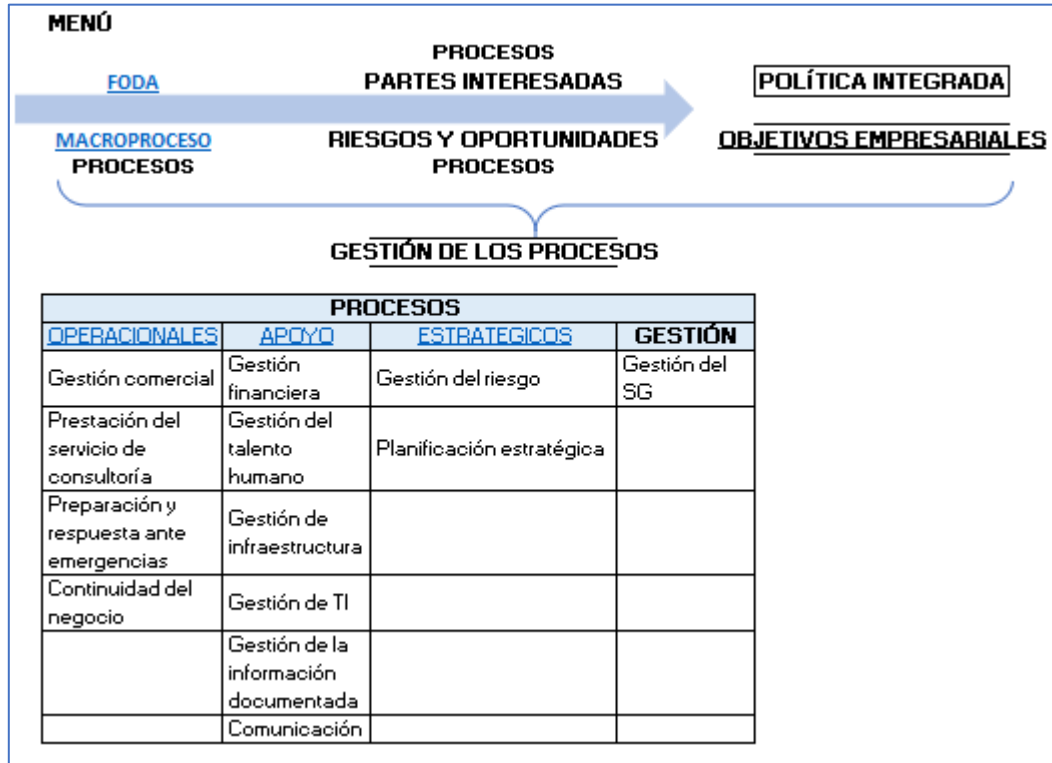 MENÚ
PROCESOS
FODA
PARTES INTERESADAS
POLÍTICA INTEGRADA
MACROPROCESO
RIESGOS Y OPORTUNIDADES
OBJETIVOS EMPRESARIALES
PROCESOS
PROCESOS
GESTIÓN DE LOS PROCESOS
PROCESOS
OPERACIONALES
APOYO
ESTRATEGICOS
GESTIÓN
Gestión comercial
Gestión
financiera
Gestión del riesgo
Gestión del
SG
Prestación del
servicio de
consultoría
Gestión del
talento
humano
Planificación estratégica
Preparación y
respuesta ante
emergencias
Gestión de
infraestructura
Continuidad del
negocio
Gestión de TI
Gestión de la
información
documentada
Comunicación